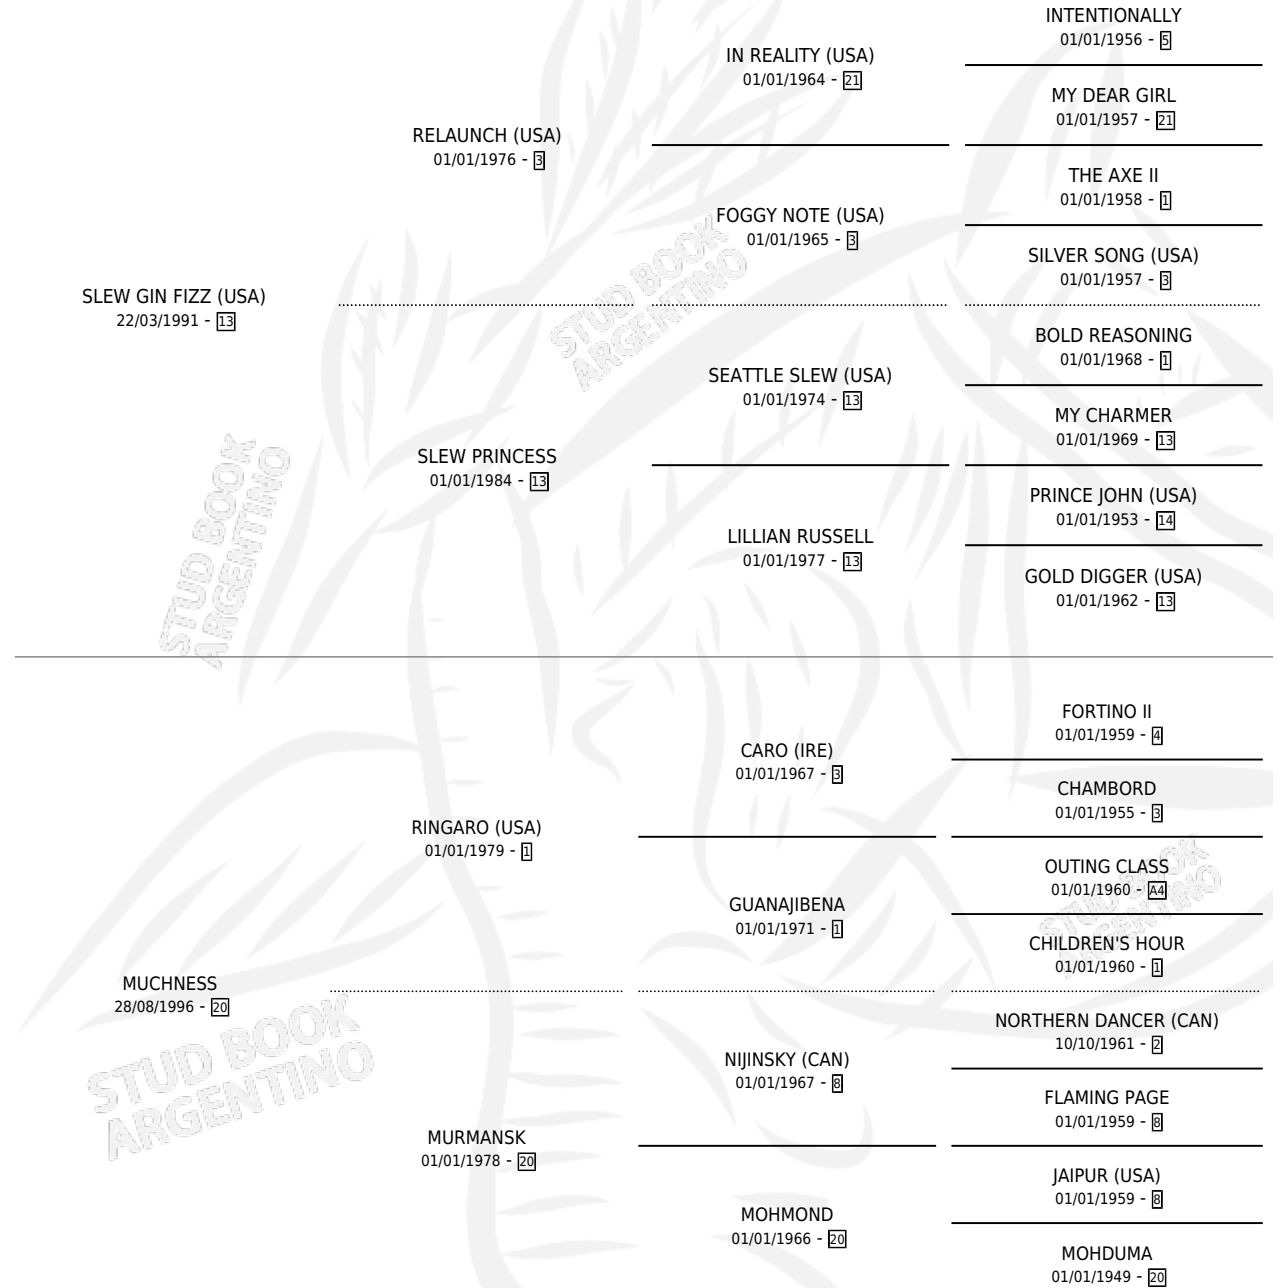 INTENTIONALLY
01/01/1956 - 5
IN REALITY (USA)
01/01/1964 - 21
MY DEAR GIRL
01/01/1957 - 21
RELAUNCH (USA)
01/01/1976 - 3
THE AXE II
01/01/1958 - 1
FOGGY NOTE (USA)
01/01/1965 - 3
SILVER SONG (USA)
01/01/1957 - 3
SLEW GIN FIZZ (USA)
22/03/1991 - 13
BOLD REASONING
01/01/1968 - 1
SEATTLE SLEW (USA)
01/01/1974 - 13
MY CHARMER
01/01/1969 - 13
SLEW PRINCESS
01/01/1984 - 13
PRINCE JOHN (USA)
01/01/1953 - 14
LILLIAN RUSSELL
01/01/1977 - 13
GOLD DIGGER (USA)
01/01/1962 - 13
FORTINO II
01/01/1959 - 4
CARO (IRE)
01/01/1967 - 3
CHAMBORD
01/01/1955 - 3
RINGARO (USA)
01/01/1979 - 1
OUTING CLASS
01/01/1960 - A4
GUANAJIBENA
01/01/1971 - 1
CHILDREN'S HOUR
01/01/1960 - 1
MUCHNESS
28/08/1996 - 20
NORTHERN DANCER (CAN)
10/10/1961 - 2
NIJINSKY (CAN)
01/01/1967 - 8
FLAMING PAGE
01/01/1959 - 8
MURMANSK
01/01/1978 - 20
JAIPUR (USA)
01/01/1959 - 8
MOHMOND
01/01/1966 - 20
MOHDUMA
01/01/1949 - 20
STUD BOOK
ARGENTINO
STUD BOOK
ARGENTINO
STUD BOOK
ARGENTINO
STUD BOOK
ARGENTINO